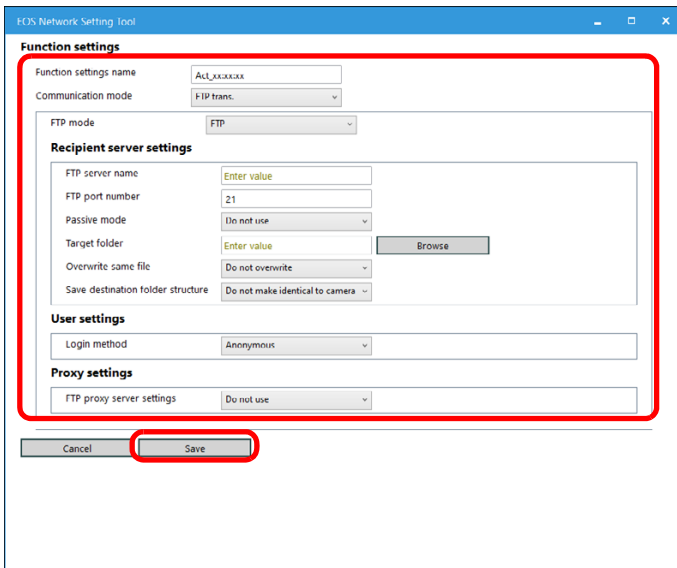 EOS Network Setting Tool
Function settings
Function settings name Act_xx:xx:xx
Communication mode FTP trans.
FTP mode FTP
Recipient server settings
FTP server name Enter value
FTP port number 21
Passive mode Do not use
Target folder Enter value Browse
Overwrite same file Do not overwrite
Save destination folder structure Do not make identical to camera
User settings
Login method Anonymous
Proxy settings
FTP proxy server settings Do not use
Cancel Save